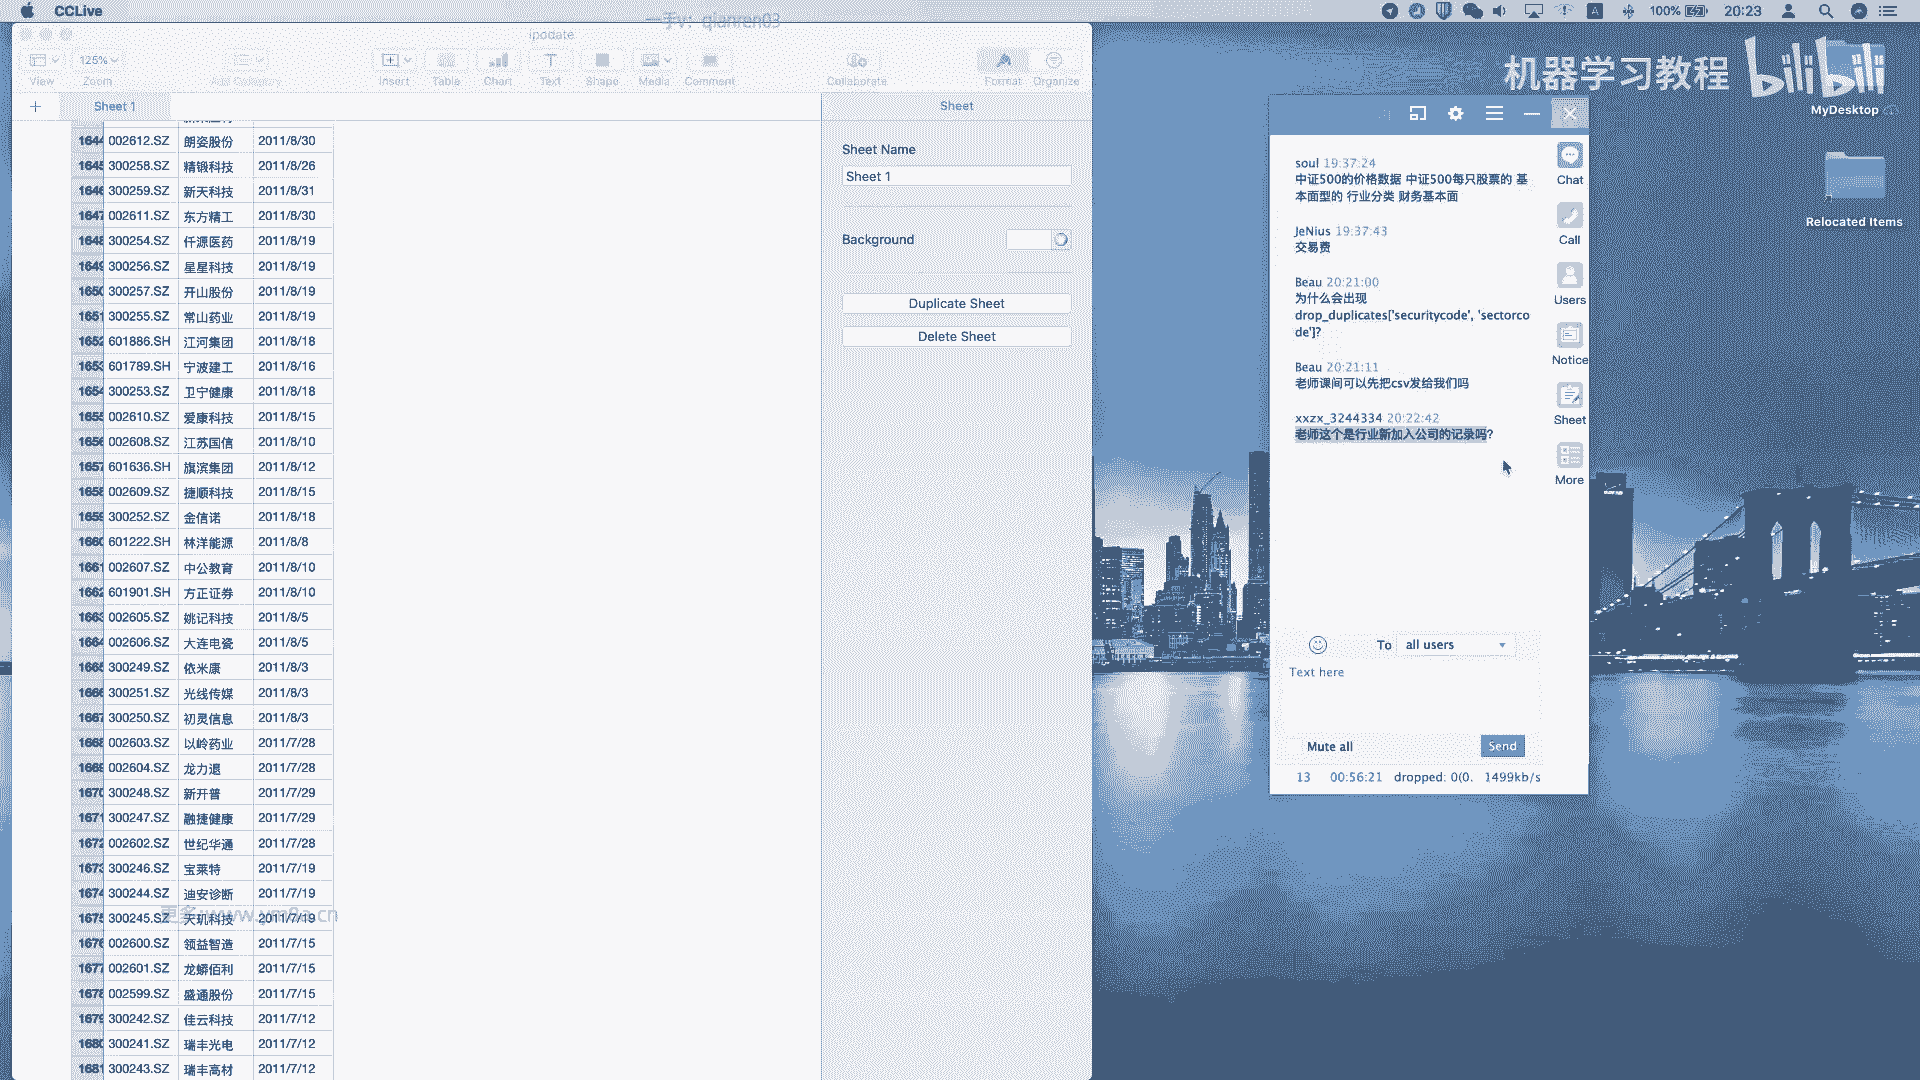 CCLive
100%
20:23
一手v：qianren03
ipodate
125%
View
Zoom
Add Category
Insert
Table
Chart
Text
Shape
Media
Comment
Collaborate
Format
Organize
Sheet 1
Sheet
1644 002612.SZ 朗姿股份 2011/8/30
1645 300258.SZ 精锻科技 2011/8/26
1646 300259.SZ 新天科技 2011/8/31
1647 002611.SZ 东方精工 2011/8/30
1648 300254.SZ 仟源医药 2011/8/19
1649 300256.SZ 星星科技 2011/8/19
1650 300257.SZ 开山股份 2011/8/19
1651 300255.SZ 常山药业 2011/8/19
1652 601886.SH 江河集团 2011/8/18
1653 601789.SH 宁波建工 2011/8/16
1654 300253.SZ 卫宁健康 2011/8/18
1655 002610.SZ 爱康科技 2011/8/15
1656 002608.SZ 江苏国信 2011/8/10
1657 601636.SH 旗滨集团 2011/8/12
1658 002609.SZ 捷顺科技 2011/8/15
1659 300252.SZ 金信诺 2011/8/18
1660 601222.SH 林洋能源 2011/8/8
1661 002607.SZ 中公教育 2011/8/10
1662 601901.SH 方正证券 2011/8/10
1663 002605.SZ 姚记科技 2011/8/5
1664 002606.SZ 大连电瓷 2011/8/5
1665 300249.SZ 依米康 2011/8/3
1666 300251.SZ 光线传媒 2011/8/3
1667 300250.SZ 初灵信息 2011/8/3
1668 002603.SZ 以岭药业 2011/7/28
1669 002604.SZ 龙力退 2011/7/28
1670 300248.SZ 新开普 2011/7/29
1671 300247.SZ 融捷健康 2011/7/29
1672 002602.SZ 世纪华通 2011/7/28
1673 300246.SZ 宝莱特 2011/7/19
1674 300244.SZ 迪安诊断 2011/7/19
1675 300245.SZ 天玑科技 2011/7/19
更多:www.ym8a.cn
1676 002600.SZ 领益智造 2011/7/15
1677 002601.SZ 龙蟒佰利 2011/7/15
1678 002599.SZ 盛通股份 2011/7/15
1679 300242.SZ 佳云科技 2011/7/12
1680 300241.SZ 瑞丰光电 2011/7/12
1681 300243.SZ 瑞丰高材 2011/7/12
Sheet Name
Sheet 1
Background
Duplicate Sheet
Delete Sheet
机器学习教程 bilibili
MyDesktop
Relocated Items
soul 19:37:24
中证500的价格数据 中证500每只股票的 基
本面型的 行业分类 财务基本面
JeNius 19:37:43
交易费
Beau 20:21:00
为什么会出现
drop_duplicates['securitycode', 'sectorco
de']?
Beau 20:21:11
老师课间可以先把csv发给我们吗
xxzx_3244334 20:22:42
老师这个是行业新加入公司的记录吗?
Chat
Call
Users
Notice
Sheet
More
To all users
Text here
Mute all
Send
13 00:56:21 dropped: 0(0. 1499kb/s